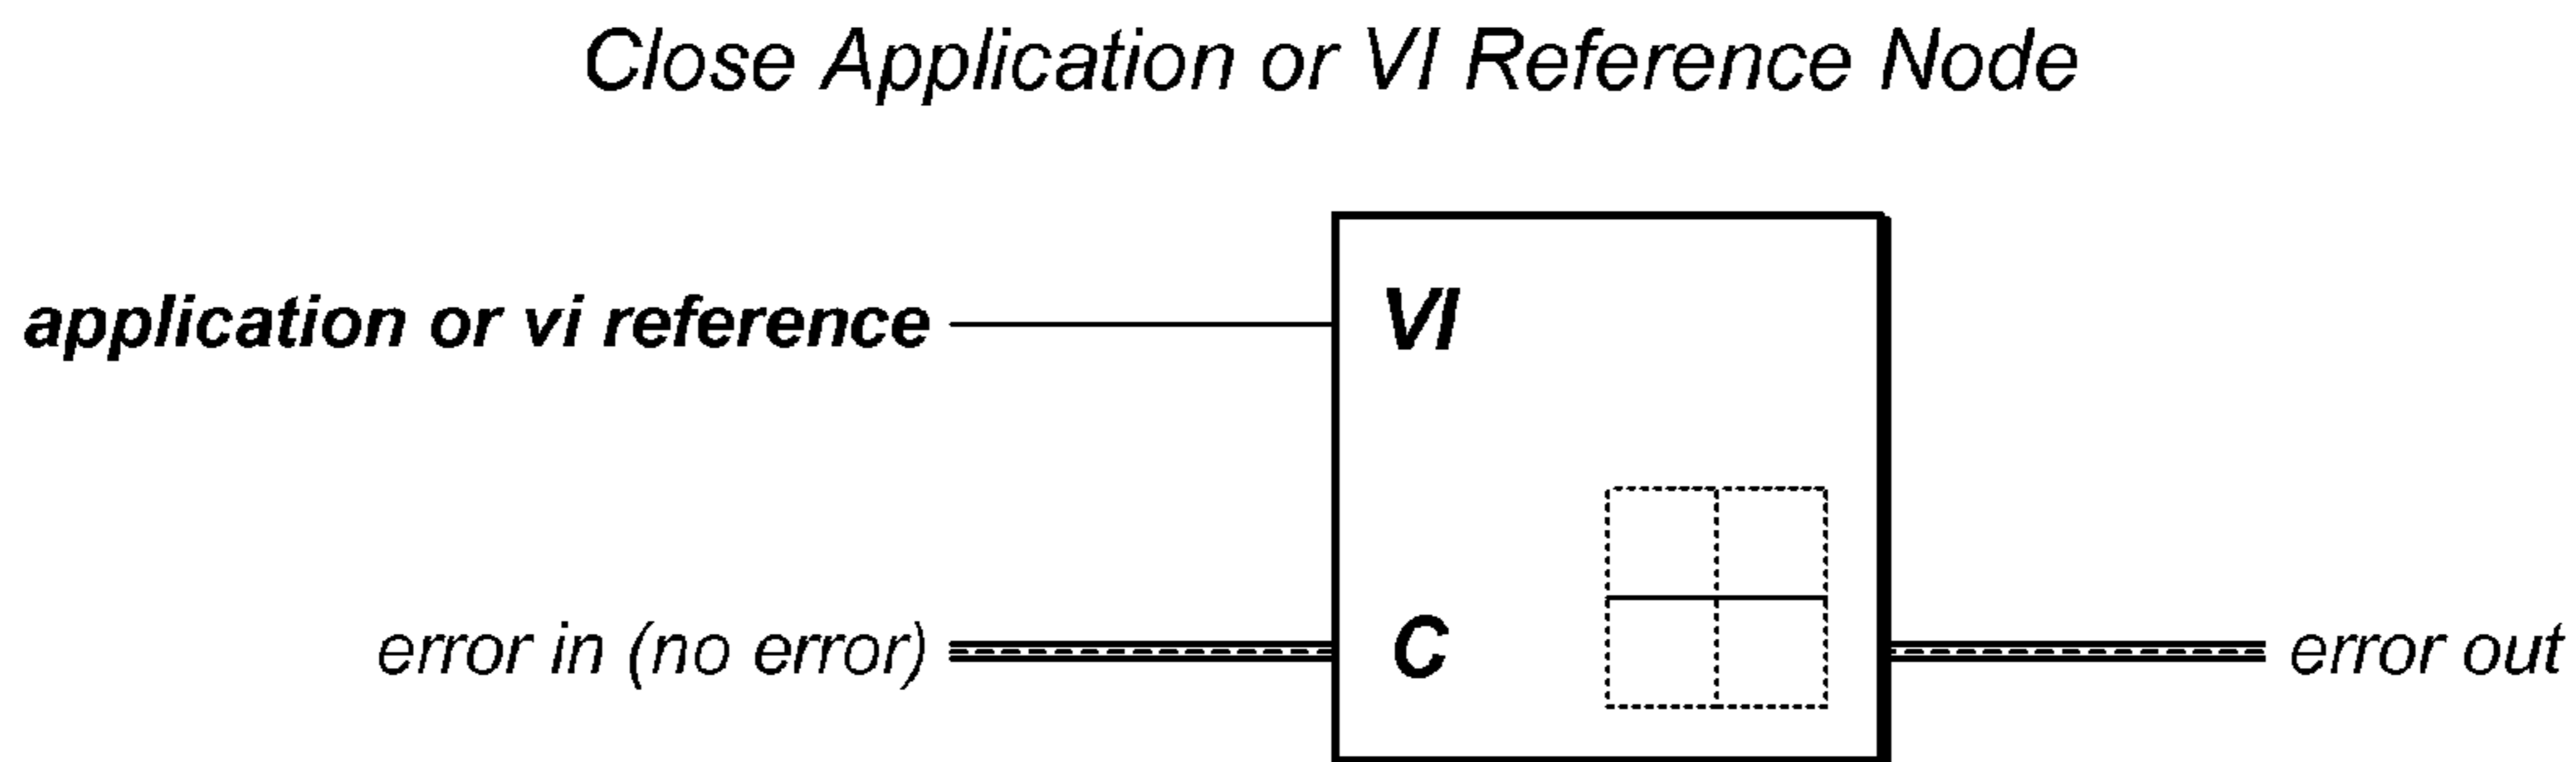 Close Application or VI Reference Node
application or vi reference
VI
error in (no error)
C
error out